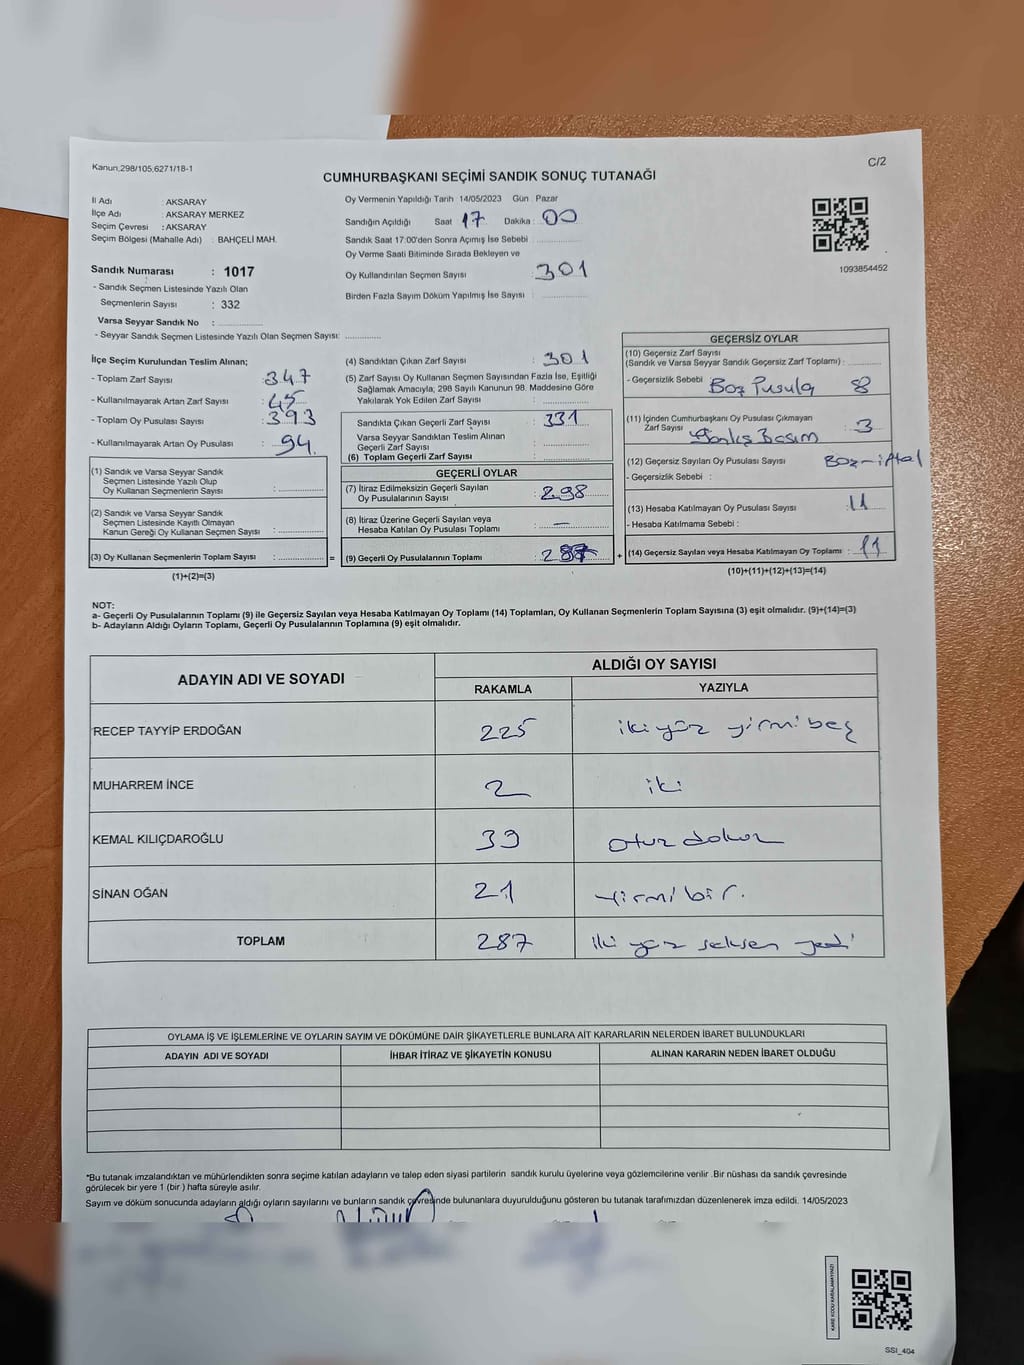 Kanun,298/105,6271/18-1
C/2
CUMHURBAŞKANI SEÇİMİ SANDIK SONUÇ TUTANAĞI
İl Adı : AKSARAY
İlçe Adı : AKSARAY MERKEZ
Seçim Çevresi : AKSARAY
Seçim Bölgesi (Mahalle Adı) : BAHÇELİ MAH.
Sandık Numarası : 1017
- Sandık Seçmen Listesinde Yazılı Olan
Seçmenlerin Sayısı : 332
Varsa Seyyar Sandık No :
- Seyyar Sandık Seçmen Listesinde Yazılı Olan Seçmen Sayısı:
Oy Vermenin Yapıldığı Tarih 14/05/2023 Gün Pazar
Sandığın Açıldığı Saat 17 Dakika : 00
Sandık Saat 17:00'den Sonra Açımış İse Sebebi :
Oy Verme Saati Bitiminde Sırada Bekleyen ve
Oy Kullandırılan Seçmen Sayısı : 301
Birden Fazla Sayım Döküm Yapılmış İse Sayısı :
1093854452
İlçe Seçim Kurulundan Teslim Alınan;
- Toplam Zarf Sayısı : 347
- Kullanılmayarak Artan Zarf Sayısı : 45
- Toplam Oy Pusulası Sayısı : 393
- Kullanılmayarak Artan Oy Pusulası : 94
(1) Sandık ve Varsa Seyyar Sandık
Seçmen Listesinde Yazılı Olup
Oy Kullanan Seçmenlerin Sayısı :
(2) Sandık ve Varsa Seyyar Sandık
Seçmen Listesinde Kayıtlı Olmayan
Kanun Gereği Oy Kullanan Seçmen Sayısı :
(3) Oy Kullanan Seçmenlerin Toplam Sayısı : =
(1)+(2)=(3)
(4) Sandıktan Çıkan Zarf Sayısı : 301
(5) Zarf Sayısı Oy Kullanan Seçmen Sayısından Fazla İse, Eşitliği
Sağlamak Amacıyla, 298 Sayılı Kanunun 98. Maddesine Göre
Yakılarak Yok Edilen Zarf Sayısı :
Sandıkta Çıkan Geçerli Zarf Sayısı : 331
Varsa Seyyar Sandıktan Teslim Alınan
Geçerli Zarf Sayısı :
(6) Toplam Geçerli Zarf Sayısı :
GEÇERLİ OYLAR
(7) İtiraz Edilmeksizin Geçerli Sayılan
Oy Pusulalarının Sayısı : 298
(8) İtiraz Üzerine Geçerli Sayılan veya
Hesaba Katılan Oy Pusulası Toplamı : —
(9) Geçerli Oy Pusulalarının Toplamı : 287 +
GEÇERSİZ OYLAR
(10) Geçersiz Zarf Sayısı
(Sandık ve Varsa Seyyar Sandık Geçersiz Zarf Toplamı) :
- Geçersizlik Sebebi : Boş Pusula 8
(11) İçinden Cumhurbaşkanı Oy Pusulası Çıkmayan
Zarf Sayısı Yanlış Basım : 3
(12) Geçersiz Sayılan Oy Pusulası Sayısı : Boz-iptal
- Geçersizlik Sebebi :
(13) Hesaba Katılmayan Oy Pusulası Sayısı : 11
- Hesaba Katılmama Sebebi :
(14) Geçersiz Sayılan veya Hesaba Katılmayan Oy Toplamı : 11
(10)+(11)+(12)+(13)=(14)
NOT:
a- Geçerli Oy Pusulalarının Toplamı (9) ile Geçersiz Sayılan veya Hesaba Katılmayan Oy Toplamı (14) Toplamları, Oy Kullanan Seçmenlerin Toplam Sayısına (3) eşit olmalıdır. (9)+(14)=(3)
b- Adayların Aldığı Oyların Toplamı, Geçerli Oy Pusulalarının Toplamına (9) eşit olmalıdır.
ADAYIN ADI VE SOYADI
ALDIĞI OY SAYISI
RAKAMLA YAZIYLA
RECEP TAYYİP ERDOĞAN 225 iki yüz yirmi beş
MUHARREM İNCE 2 iki
KEMAL KILIÇDAROĞLU 39 otuz dokuz
SİNAN OĞAN 21 Yirmi bir.
TOPLAM 287 iki yüz seksen yedi
OYLAMA İŞ VE İŞLEMLERİNE VE OYLARIN SAYIM VE DÖKÜMÜNE DAİR ŞİKAYETLERLE BUNLARA AİT KARARLARIN NELERDEN İBARET BULUNDUKLARI
ADAYIN ADI VE SOYADI İHBAR İTİRAZ VE ŞİKAYETİN KONUSU ALINAN KARARIN NEDEN İBARET OLDUĞU
*Bu tutanak imzalandıktan ve mühürlendikten sonra seçime katılan adayların ve talep eden siyasi partilerin sandık kurulu üyelerine veya gözlemcilerine verilir .Bir nüshası da sandık çevresinde
görülecek bir yere 1 (bir ) hafta süreyle asılır.
Sayım ve döküm sonucunda adayların aldığı oyların sayılarını ve bunların sandık çevresinde bulunanlara duyurulduğunu gösteren bu tutanak tarafımızdan düzenlenerek imza edildi. 14/05/2023
KARE KODU KARALAMAYINIZ!
SSI_404